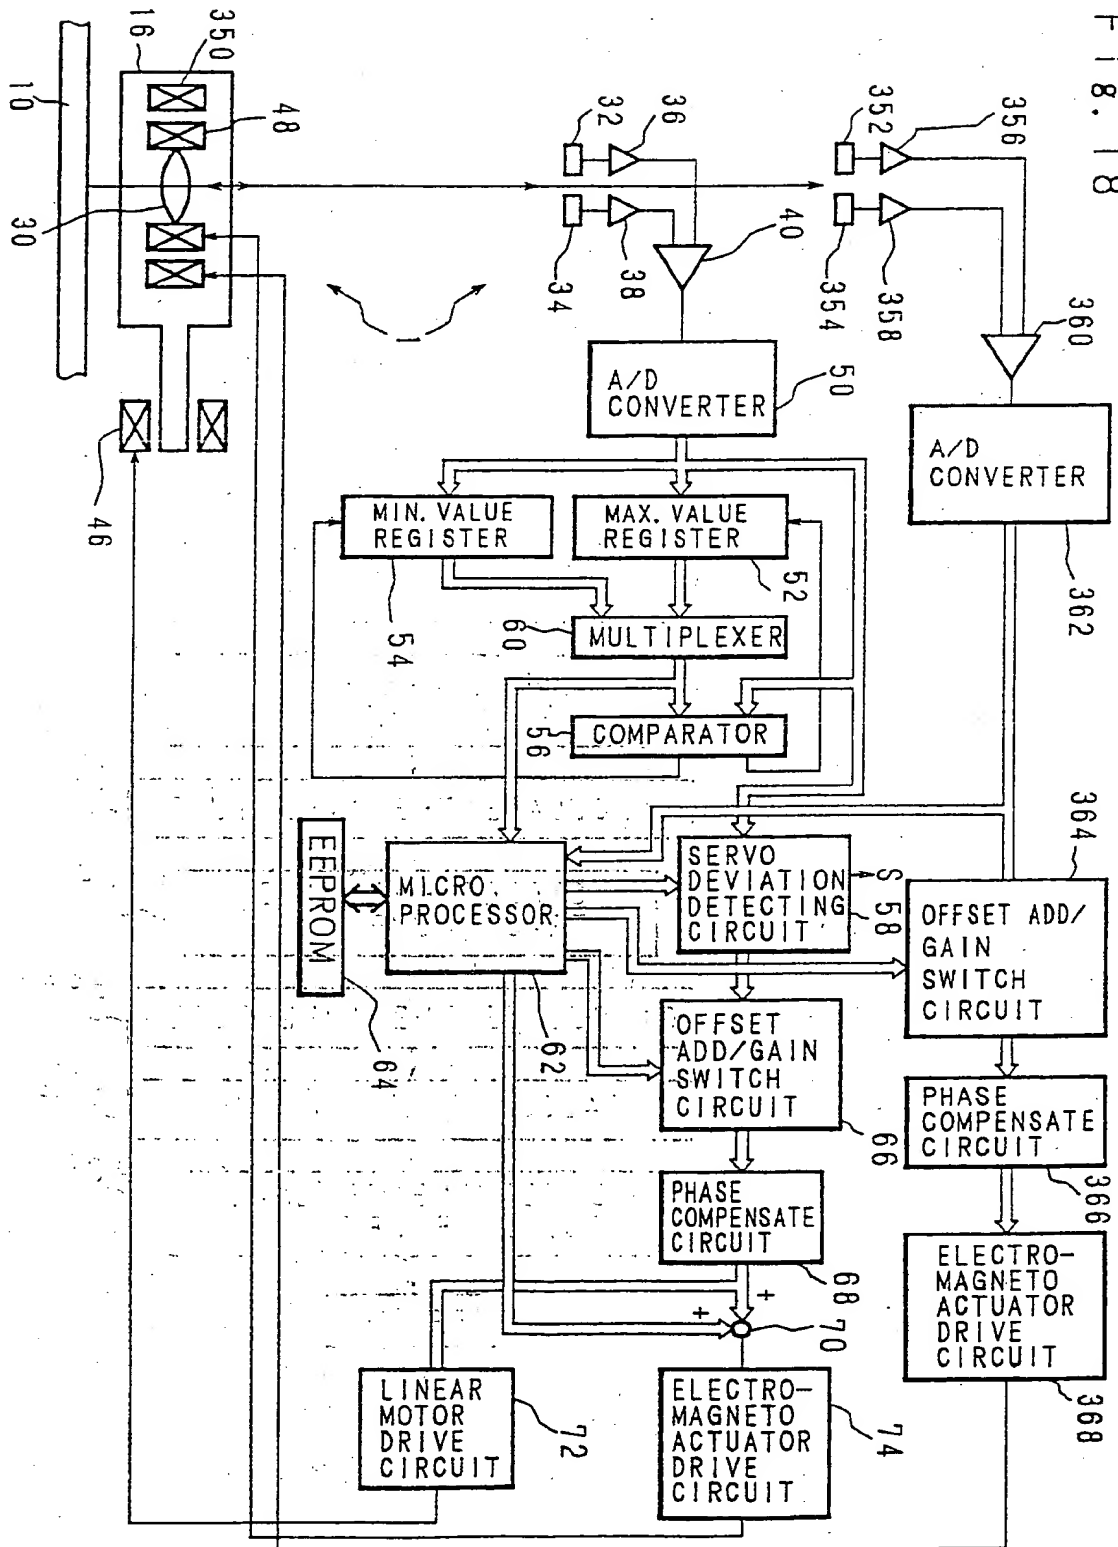 Fig. 18
350
16
10
48
30
46
1
32
36
34
38
40
352
356
354
358
360
50
A/D
CONVERTER
A/D
CONVERTER
362
MIN. VALUE
REGISTER
54
MAX. VALUE
REGISTER
52
60
MULTIPLEXER
56
COMPARATOR
364
EEPROM
64
MICRO
PROCESSOR
62
SERVO
DEVIATION
DETECTING
CIRCUIT
S
58
OFFSET ADD/
GAIN
SWITCH
CIRCUIT
OFFSET
ADD/GAIN
SWITCH
CIRCUIT
66
PHASE
COMPENSATE
CIRCUIT
366
PHASE
COMPENSATE
CIRCUIT
68
+
+
70
ELECTRO-
MAGNETO
ACTUATOR
DRIVE
CIRCUIT
368
LINEAR
MOTOR
DRIVE
CIRCUIT
72
ELECTRO-
MAGNETO
ACTUATOR
DRIVE
CIRCUIT
74